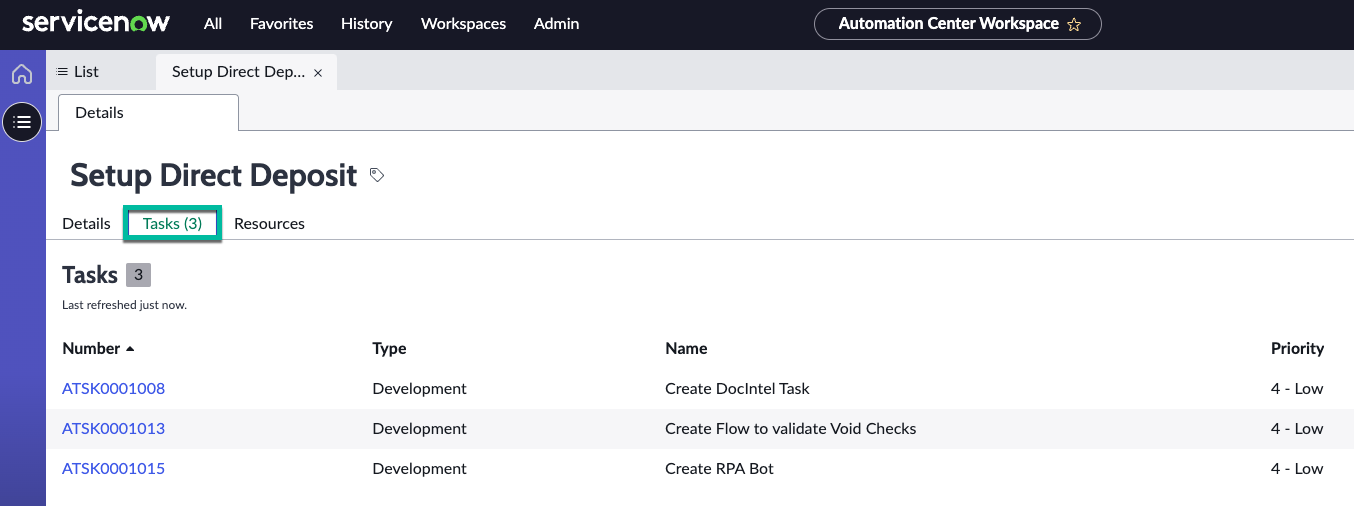 servicenow All Favorites History Workspaces Admin Automation Center Workspace
List Setup Direct Dep...
Details
Setup Direct Deposit
Details Tasks (3) Resources
Tasks 3
Last refreshed just now.
Number Type Name Priority
ATSK0001008 Development Create DocIntel Task 4 - Low
ATSK0001013 Development Create Flow to validate Void Checks 4 - Low
ATSK0001015 Development Create RPA Bot 4 - Low